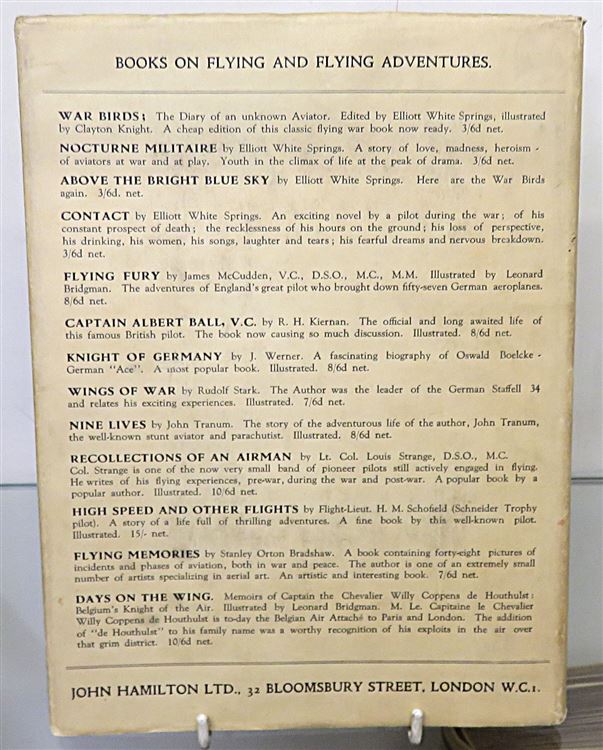 BOOKS ON FLYING AND FLYING ADVENTURES.
WAR BIRDS; The Diary of an unknown Aviator. Edited by Elliott White Springs, illustrated
by Clayton Knight. A cheap edition of this classic flying war book now ready. 3/6d net.
NOCTURNE MILITAIRE by Elliott White Springs. A story of love, madness, heroism -
of aviators at war and at play. Youth in the climax of life at the peak of drama. 3/6d net.
ABOVE THE BRIGHT BLUE SKY by Elliott White Springs. Here are the War Birds
again. 3/6d. net.
CONTACT by Elliott White Springs. An exciting novel by a pilot during the war; of his
constant prospect of death; the recklessness of his hours on the ground; his loss of perspective,
his drinking, his women, his songs, laughter and tears; his fearful dreams and nervous breakdown.
3/6d net.
FLYING FURY by James McCudden, V.C., D.S.O., M.C., M.M. Illustrated by Leonard
Bridgman. The adventures of England's great pilot who brought down fifty-seven German aeroplanes.
8/6d net.
CAPTAIN ALBERT BALL, V.C. by R. H. Kiernan. The official and long awaited life of
this famous British pilot. The book now causing so much discussion. Illustrated. 8/6d net.
KNIGHT OF GERMANY by J. Werner. A fascinating biography of Oswald Boelcke -
German "Ace". A most popular book. Illustrated. 8/6d net.
WINGS OF WAR by Rudolf Stark. The Author was the leader of the German Staffell 34
and relates his exciting experiences. Illustrated. 7/6d net.
NINE LIVES by John Tranum. The story of the adventurous life of the author, John Tranum,
the well-known stunt aviator and parachutist. Illustrated. 8/6d net.
RECOLLECTIONS OF AN AIRMAN by Lt. Col. Louis Strange, D.S.O., M.C.
Col. Strange is one of the now very small band of pioneer pilots still actively engaged in flying.
He writes of his flying experiences, pre-war, during the war and post-war. A popular book by a
popular author. Illustrated. 10/6d net.
HIGH SPEED AND OTHER FLIGHTS by Flight-Lieut. H. M. Schofield (Schneider Trophy
pilot). A story of a life full of thrilling adventures. A fine book by this well-known pilot.
Illustrated. 15/- net.
FLYING MEMORIES by Stanley Orton Bradshaw. A book containing forty-eight pictures of
incidents and phases of aviation, both in war and peace. The author is one of an extremely small
number of artists specializing in aerial art. An artistic and interesting book. 7/6d net.
DAYS ON THE WING. Memoirs of Captain the Chevalier Willy Coppens de Houthulst:
Belgium's Knight of the Air. Illustrated by Leonard Bridgman. M. Le. Capitaine le Chevalier
Willy Coppens de Houthulst is to-day the Belgian Air Attaché to Paris and London. The addition
of "de Houthulst" to his family name was a worthy recognition of his exploits in the air over
that grim district. 10/6d net.
JOHN HAMILTON LTD., 32 BLOOMSBURY STREET, LONDON W.C.1.